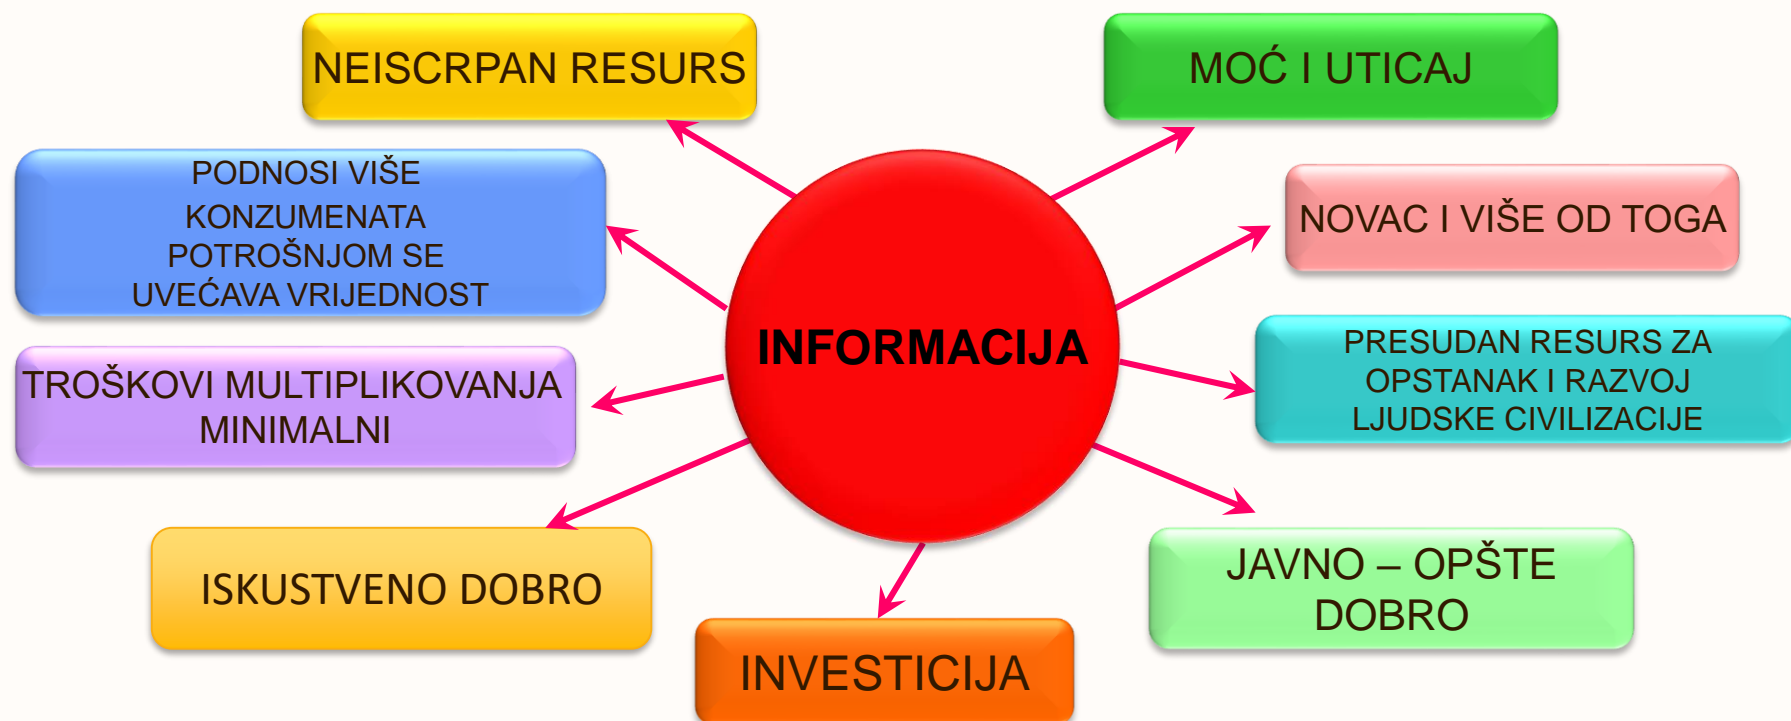 NEISCRPAN RESURS
MOĆ I UTICAJ
PODNOSI VIŠE
KONZUMENATA
POTROŠNJOM SE
UVEĆAVA VRIJEDNOST
NOVAC I VIŠE OD TOGA
INFORMACIJA
PRESUDAN RESURS ZA
OPSTANAK I RAZVOJ
LJUDSKE CIVILIZACIJE
TROŠKOVI MULTIPLIKOVANJA
MINIMALNI
ISKUSTVENO DOBRO
JAVNO – OPŠTE
DOBRO
INVESTICIJA